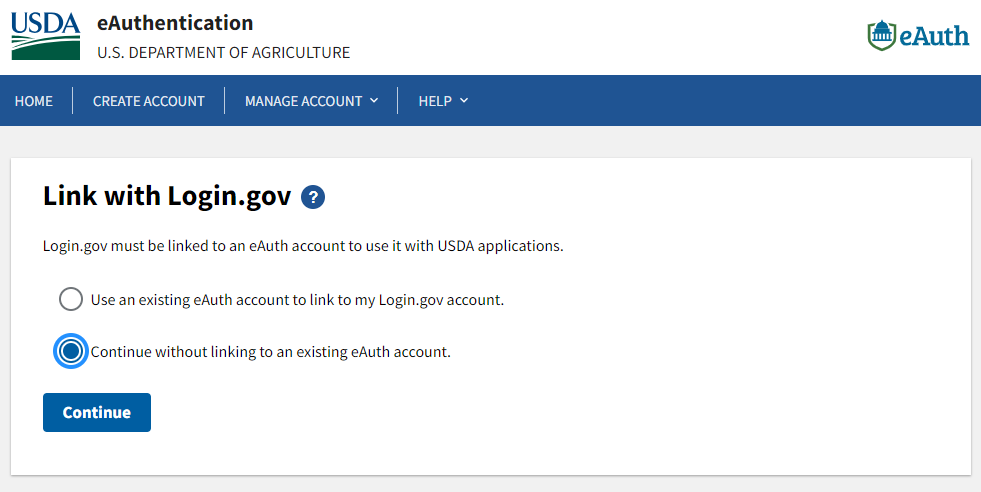 USDA
eAuthentication
U.S. DEPARTMENT OF AGRICULTURE
eAuth
HOME
CREATE ACCOUNT
MANAGE ACCOUNT
HELP
Link with Login.gov ?
Login.gov must be linked to an eAuth account to use it with USDA applications.
Use an existing eAuth account to link to my Login.gov account.
Continue without linking to an existing eAuth account.
Continue